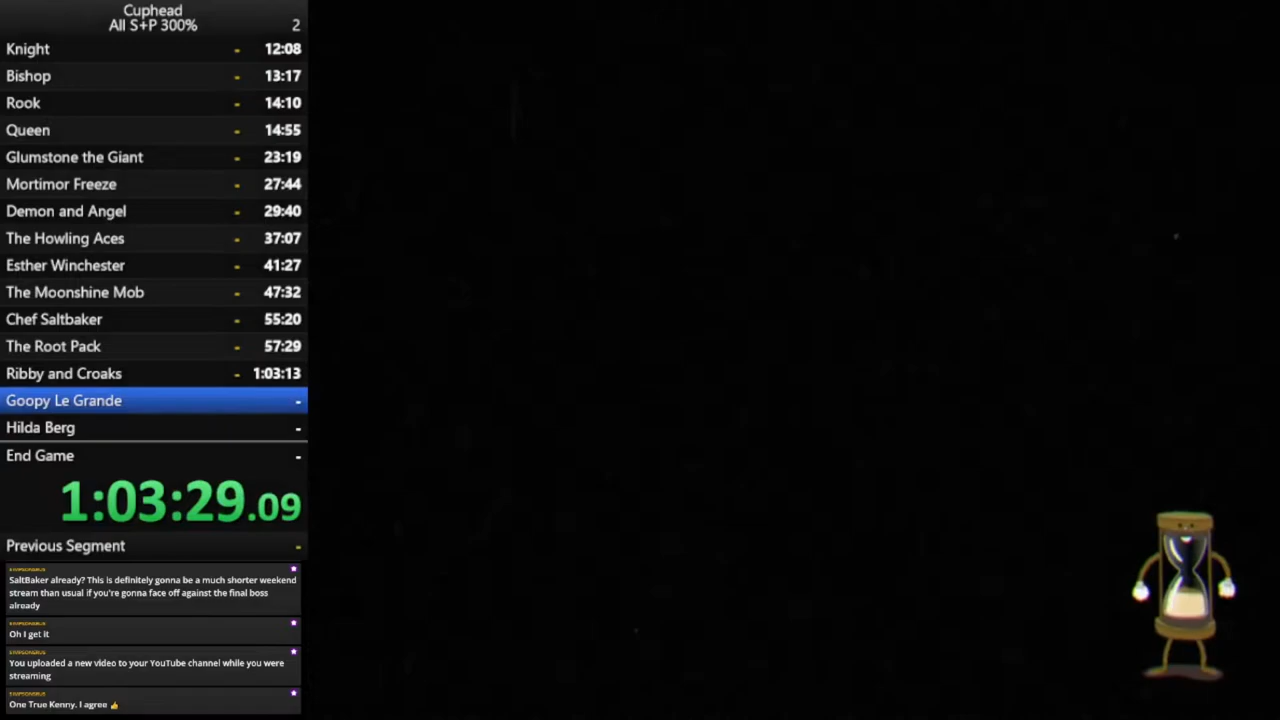 Cuphead
All S+P 300% 2
Knight - 12:08
Bishop - 13:17
Rook - 14:10
Queen - 14:55
Glumstone the Giant - 23:19
Mortimor Freeze - 27:44
Demon and Angel - 29:40
The Howling Aces - 37:07
Esther Winchester - 41:27
The Moonshine Mob - 47:32
Chef Saltbaker - 55:20
The Root Pack - 57:29
Ribby and Croaks - 1:03:13
Goopy Le Grande -
Hilda Berg -
End Game -
1:03:29.09
Previous Segment -
SaltBaker already? This is definitely gonna be a much shorter weekend
stream than usual if you're gonna face off against the final boss
already
Oh I get it
You uploaded a new video to your YouTube channel while you were
streaming
One True Kenny. I agree 👍